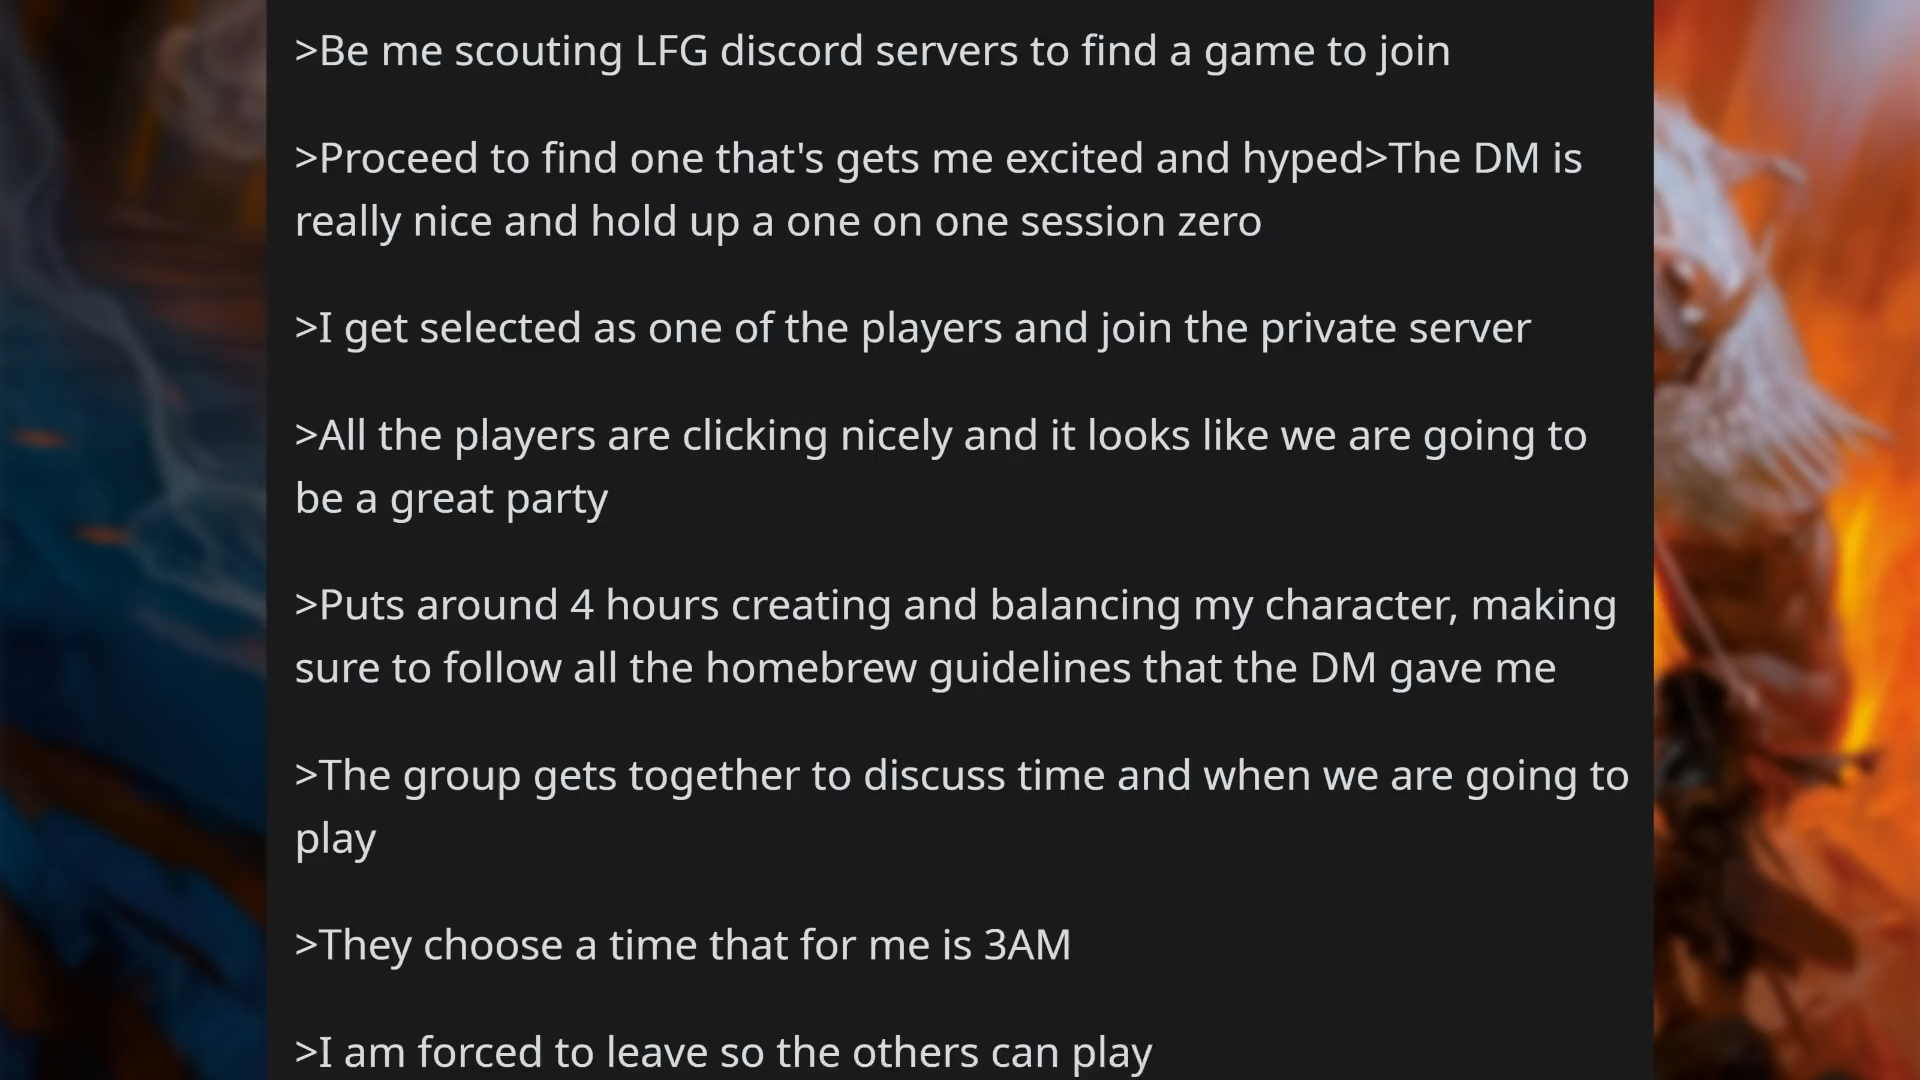 >Be me scouting LFG discord servers to find a game to join
>Proceed to find one that's gets me excited and hyped>The DM is
really nice and hold up a one on one session zero
>I get selected as one of the players and join the private server
>All the players are clicking nicely and it looks like we are going to
be a great party
>Puts around 4 hours creating and balancing my character, making
sure to follow all the homebrew guidelines that the DM gave me
>The group gets together to discuss time and when we are going to
play
>They choose a time that for me is 3AM
>I am forced to leave so the others can play